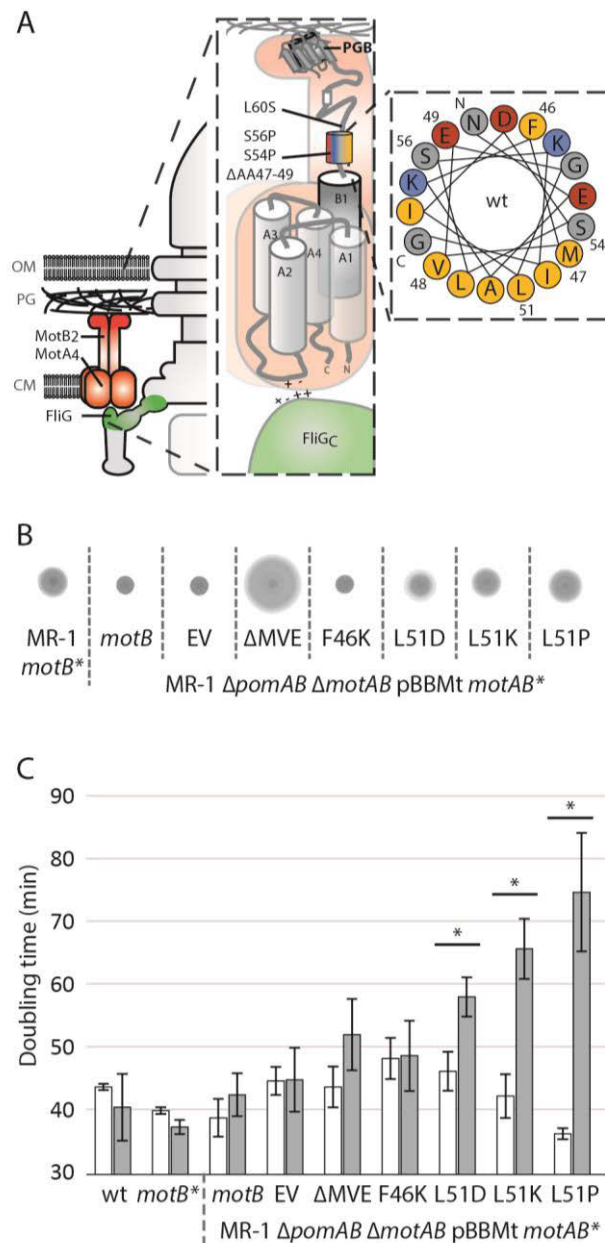 A
PGB
L60S
S56P
S54P
ΔAA47-49
B1
A3
A4
A1
A2
C
N
FliGC
OM
PG
MotB2
MotA4
CM
FliG
N
49
46
56
54
47
51
48
C
N
D
F
K
G
E
S
M
I
L
A
L
V
G
I
K
S
E
wt
B
MR-1
motB*
motB
EV
ΔMVE
F46K
L51D
L51K
L51P
MR-1 ΔpomAB ΔmotAB pBBMt motAB*
C
Doubling time (min)
90
80
70
60
50
40
30
*
*
*
wt
motB*
motB
EV
ΔMVE
F46K
L51D
L51K
L51P
MR-1 ΔpomAB ΔmotAB pBBMt motAB*